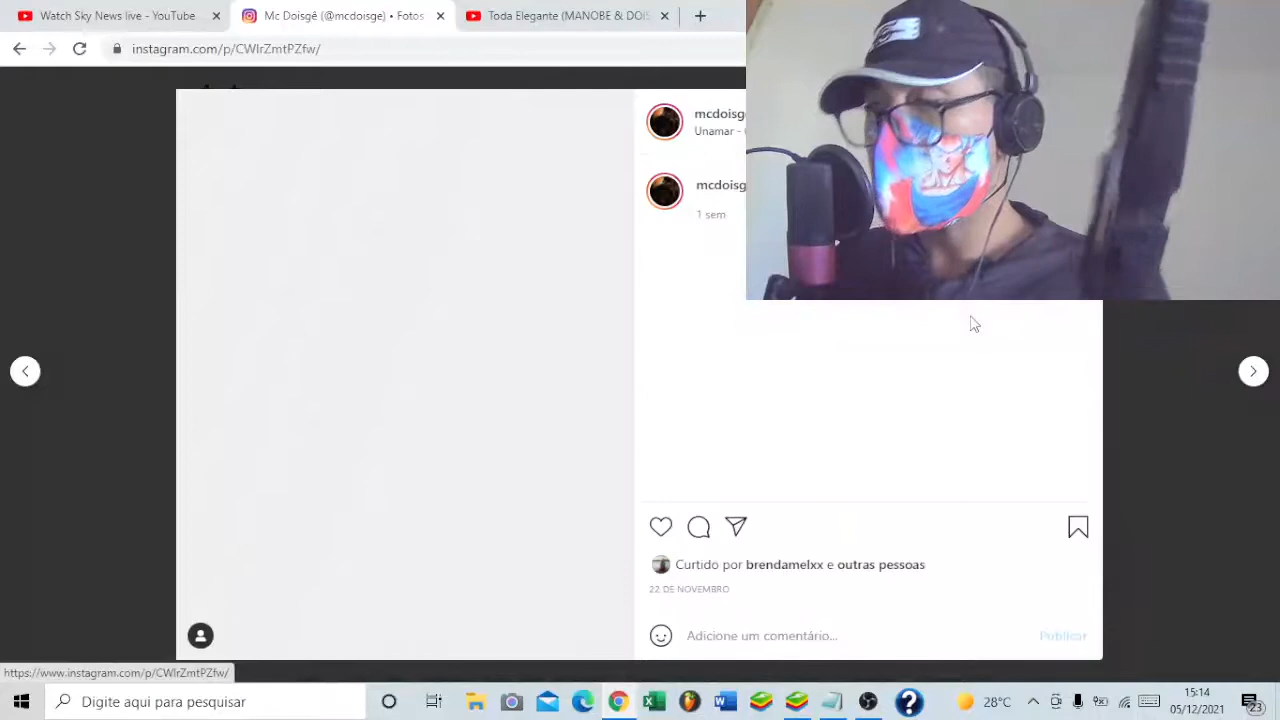 Watch Sky News live - YouTube
Mc Doisgê (@mcdoisge) • Fotos
Toda Elegante (MANOBE & DOIS
instagram.com/p/CWIrZmtPZfw/
mcdoisg
Unamar -
mcdoisg
1 sem
Curtido por brendamelxx e outras pessoas
22 DE NOVEMBRO
Adicione um comentário...
Publicar
https://www.instagram.com/p/CWIrZmtPZfw/
Digite aqui para pesquisar
28°C
15:14
05/12/2021
23